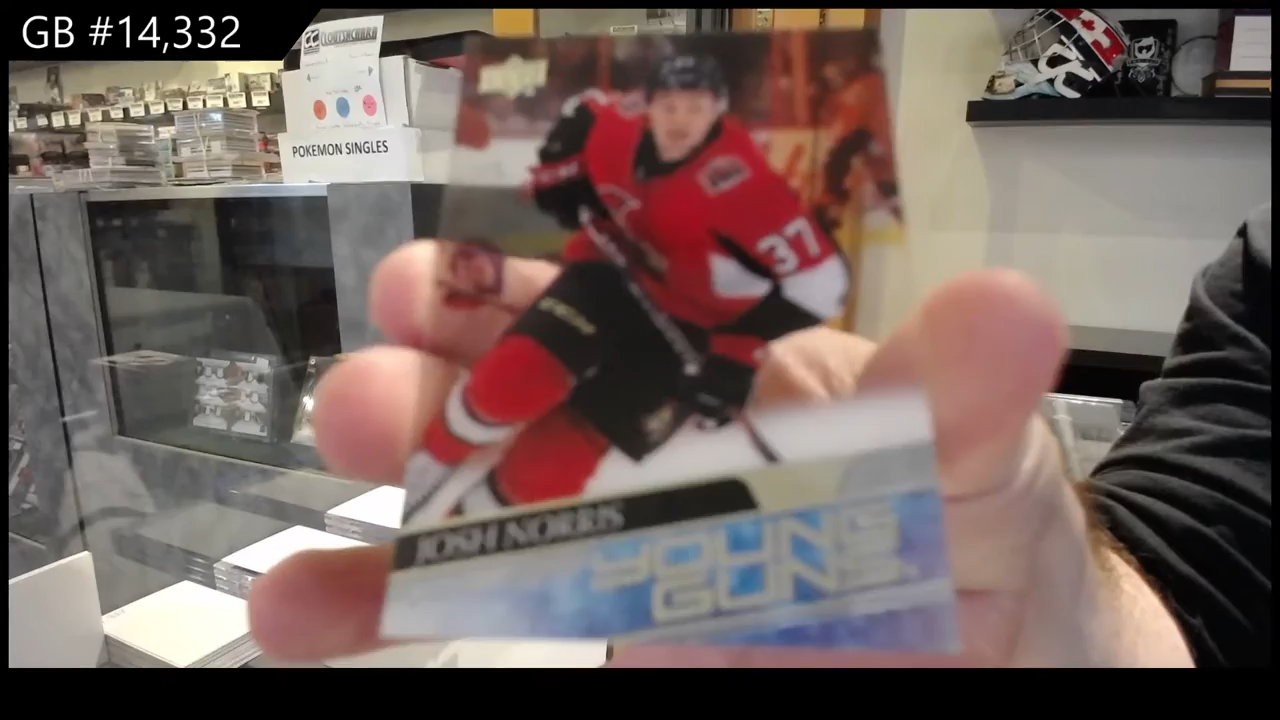 GB #14,332
POKEMON SINGLES
37
JOSH NORRIS
YOUNG
GUNS